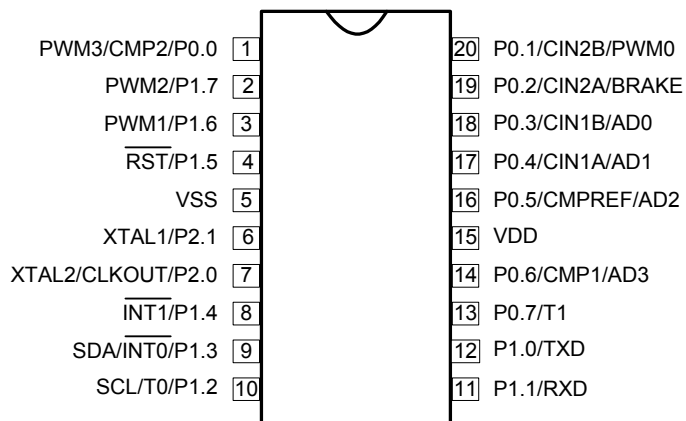 PWM3/CMP2/P0.0 1 20 P0.1/CIN2B/PWM0
PWM2/P1.7 2 19 P0.2/CIN2A/BRAKE
PWM1/P1.6 3 18 P0.3/CIN1B/AD0
RST/P1.5 4 17 P0.4/CIN1A/AD1
VSS 5 16 P0.5/CMPREF/AD2
XTAL1/P2.1 6 15 VDD
XTAL2/CLKOUT/P2.0 7 14 P0.6/CMP1/AD3
INT1/P1.4 8 13 P0.7/T1
SDA/INT0/P1.3 9 12 P1.0/TXD
SCL/T0/P1.2 10 11 P1.1/RXD